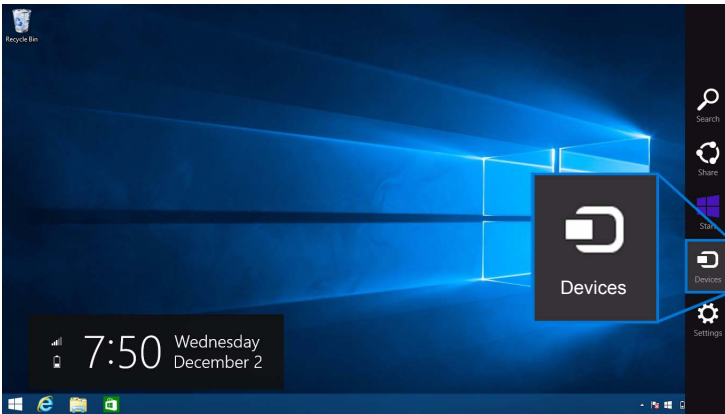 Recycle Bin
Search
Share
Start
Devices
Devices
Settings
7:50
Wednesday
December 2